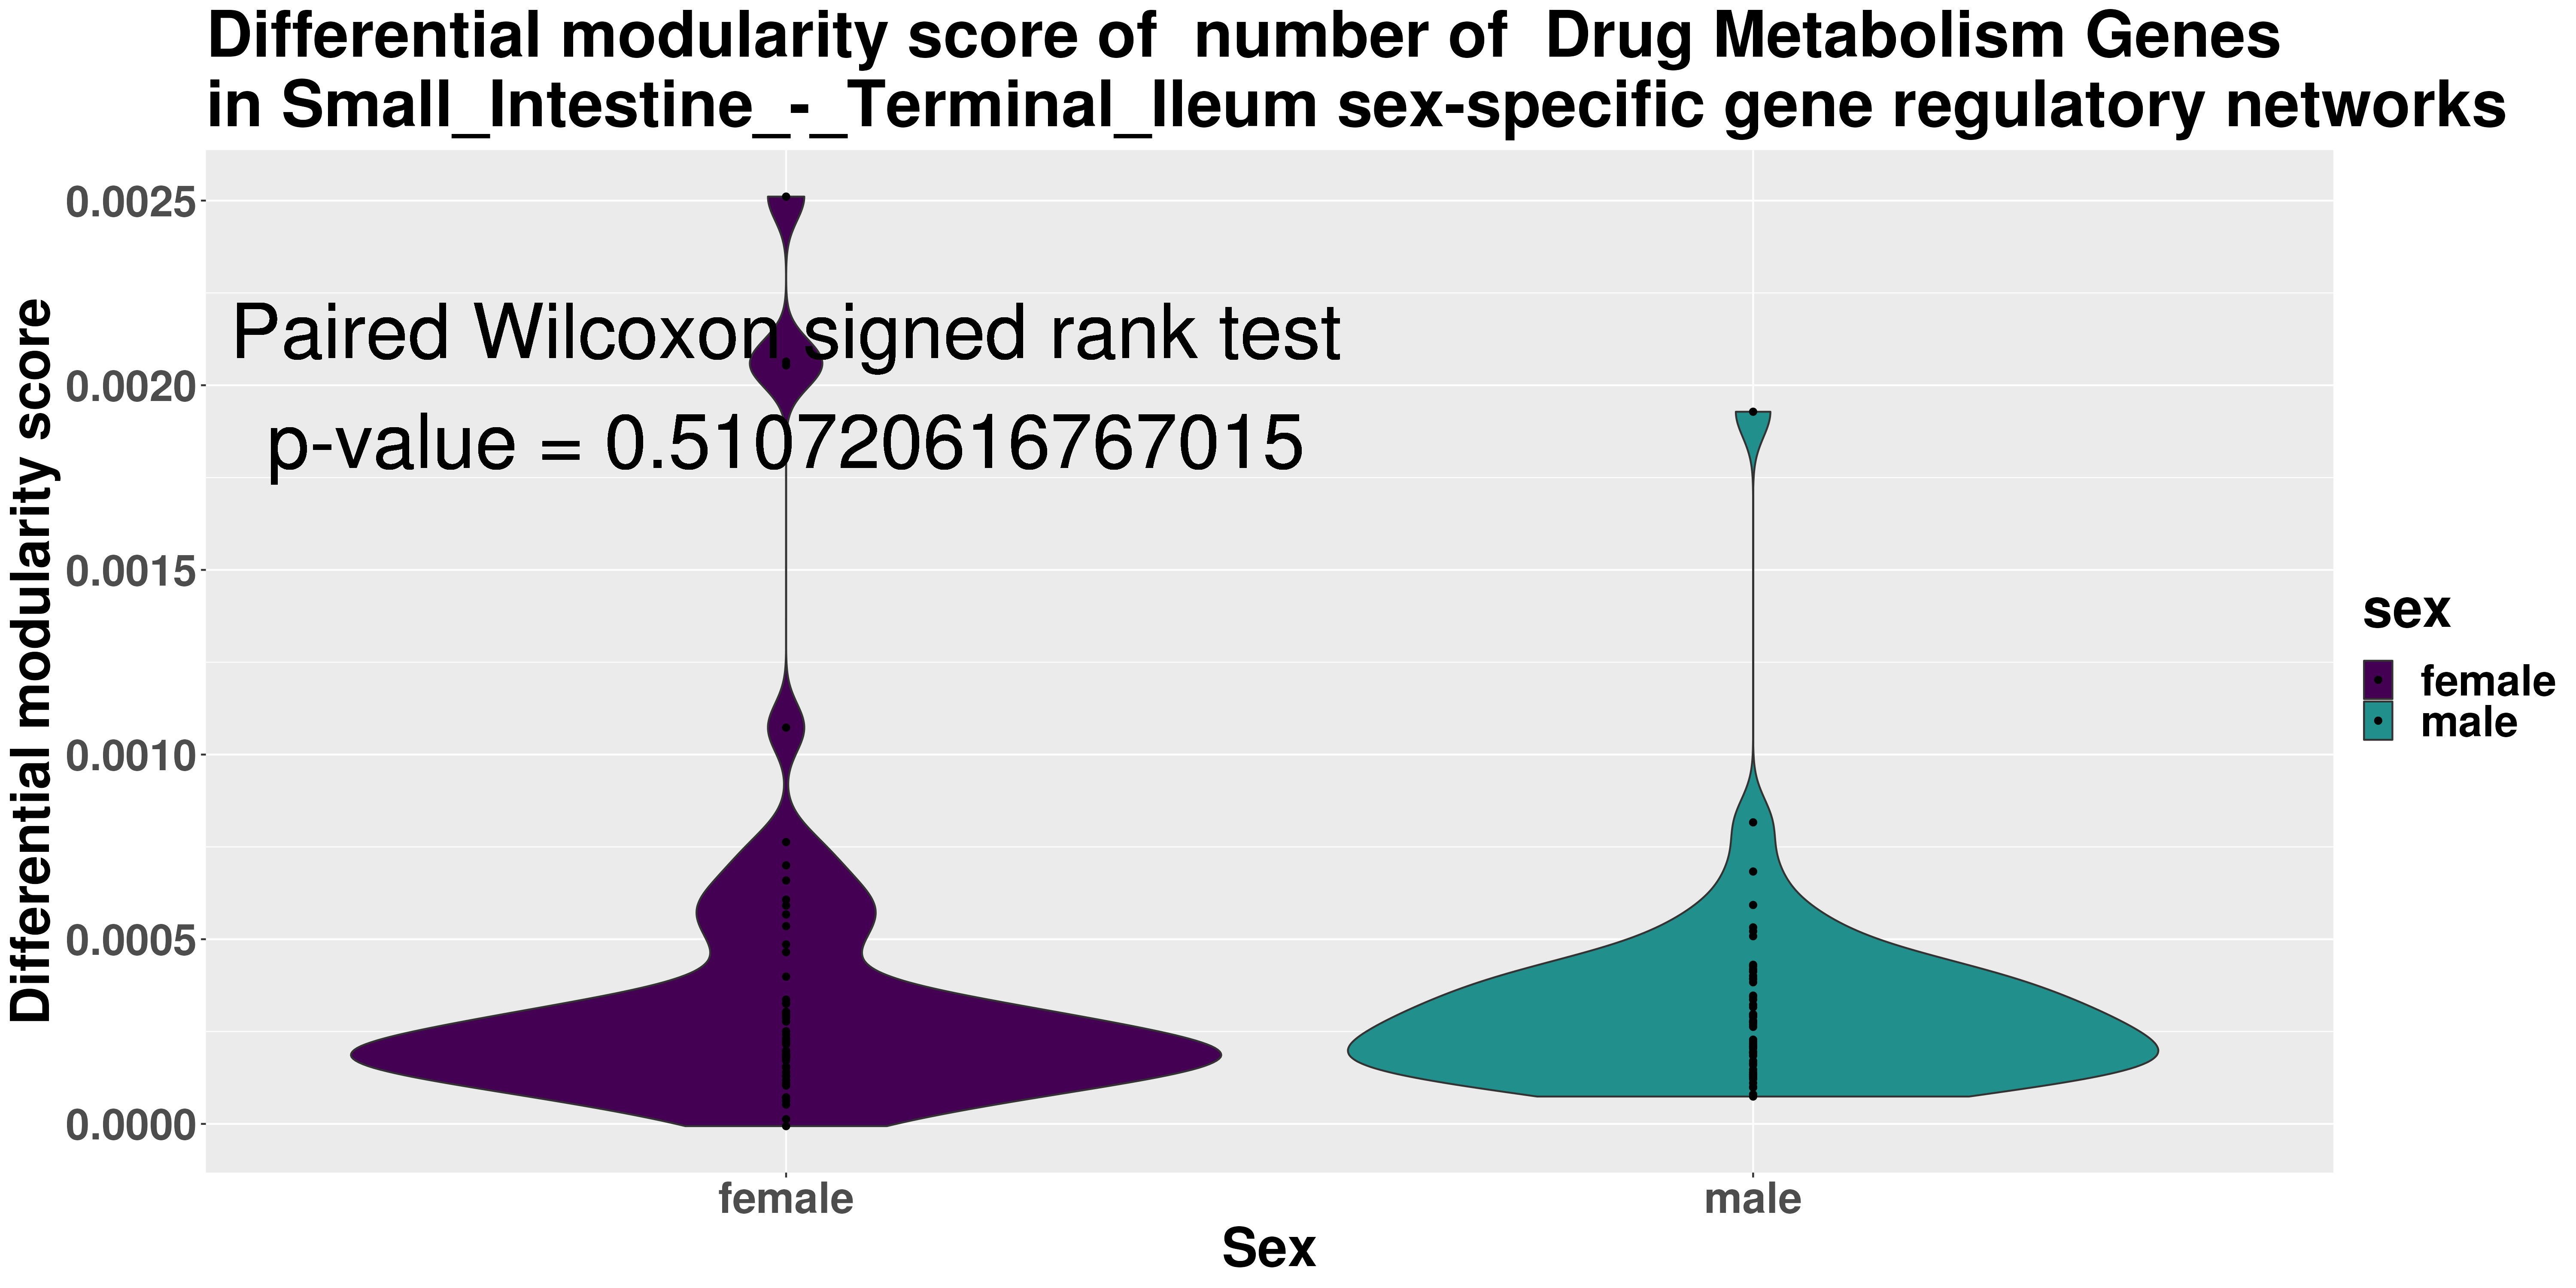 Differential modularity score of  number of  Drug Metabolism Genes
in Small_Intestine_-_Terminal_Ileum sex-specific gene regulatory networks
Differential modularity score
0.0025
0.0020
0.0015
0.0010
0.0005
0.0000
Paired Wilcoxon signed rank test
p-value = 0.510720616767015
female
male
Sex
sex
female
male